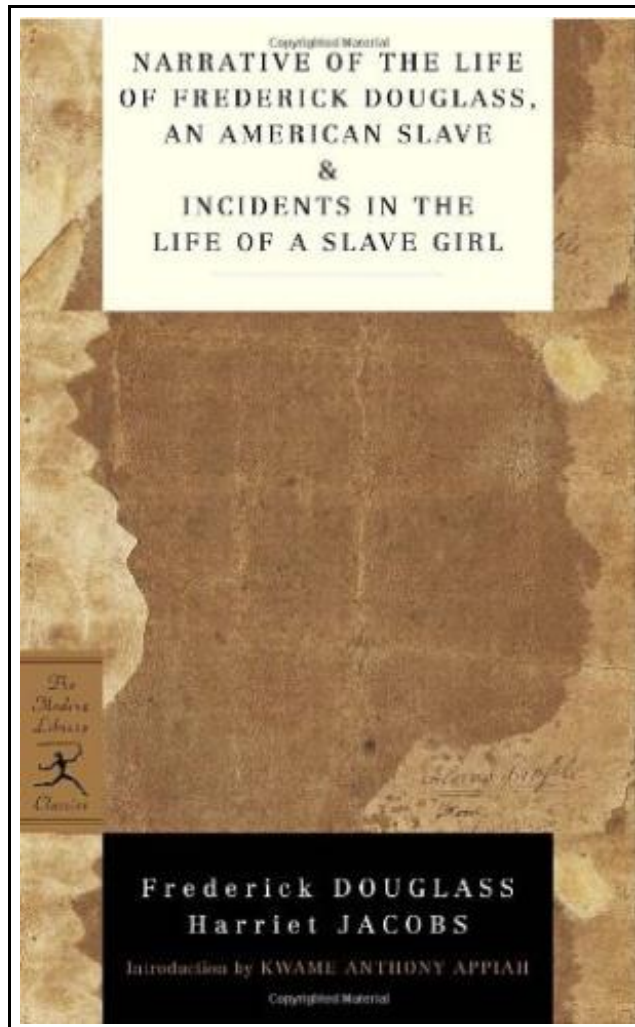 Copyrighted Material
NARRATIVE OF THE LIFE
OF FREDERICK DOUGLASS,
AN AMERICAN SLAVE
&
INCIDENTS IN THE
LIFE OF A SLAVE GIRL
The
Modern
Library
Classics
Frederick DOUGLASS
Harriet JACOBS
Introduction by KWAME ANTHONY APPIAH
Copyrighted Material